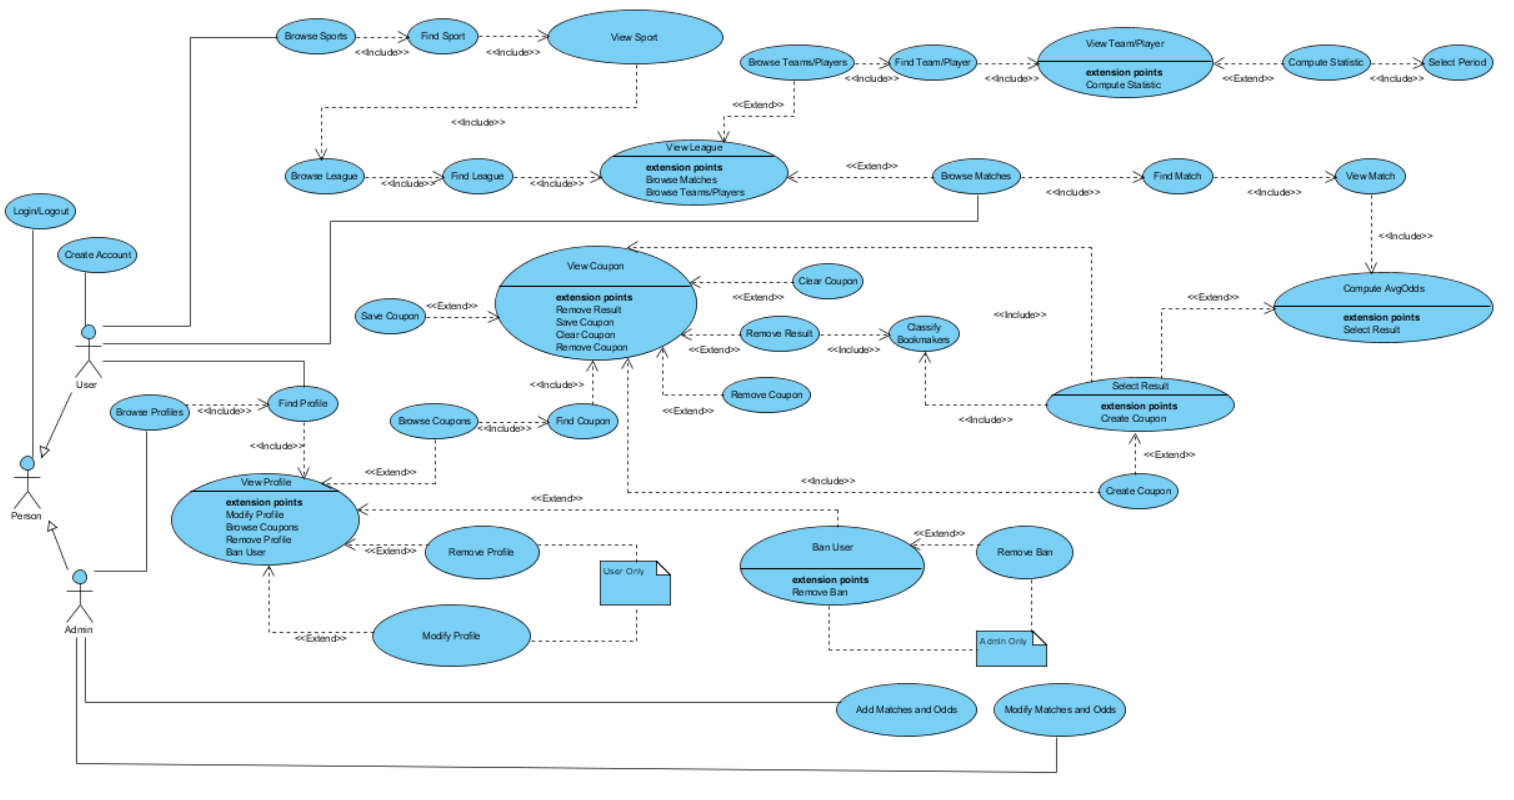 Browse Sports
<<Include>>
Find Sport
<<Include>>
View Sport
Browse Teams/Players
<<Include>>
Find Team/Player
<<Include>>
View Team/Player
extension points
Compute Statistic
<<Extend>>
Compute Statistic
<<Include>>
Select Period
<<Include>>
<<Extend>>
Browse League
<<Include>>
Find League
<<Include>>
View League
extension points
Browse Matches
Browse Teams/Players
<<Extend>>
Browse Matches
<<Include>>
Find Match
<<Include>>
View Match
<<Include>>
Login/Logout
Create Account
User
View Coupon
extension points
Remove Result
Save Coupon
Clear Coupon
Remove Coupon
Save Coupon
<<Extend>>
Clear Coupon
<<Extend>>
Remove Result
<<Extend>>
<<Include>>
Classify
Bookmakers
<<Include>>
<<Extend>>
Compute AvgOdds
extension points
Select Result
Remove Coupon
<<Extend>>
Select Result
extension points
Create Coupon
<<Include>>
<<Extend>>
Create Coupon
<<Include>>
Browse Profiles
<<Include>>
Find Profile
<<Include>>
Browse Coupons
<<Include>>
Find Coupon
<<Include>>
<<Extend>>
Person
View Profile
extension points
Modify Profile
Browse Coupons
Remove Profile
Ban User
<<Extend>>
<<Extend>>
Remove Profile
User Only
Ban User
extension points
Remove Ban
<<Extend>>
Remove Ban
Admin
<<Extend>>
Modify Profile
Admin Only
Add Matches and Odds
Modify Matches and Odds